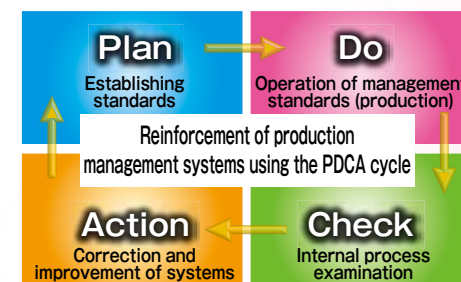 Plan
Establishing
standards
Do
Operation of management
standards (production)
Reinforcement of production
management systems using the PDCA cycle
Action
Correction and
improvement of systems
Check
Internal process
examination